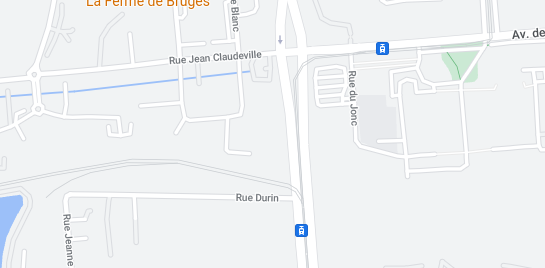 La Ferme de Bruges
e Blanc
Rue Jean Claudeville
Av. de
Rue du Jonc
Rue Durin
Rue Jeanne